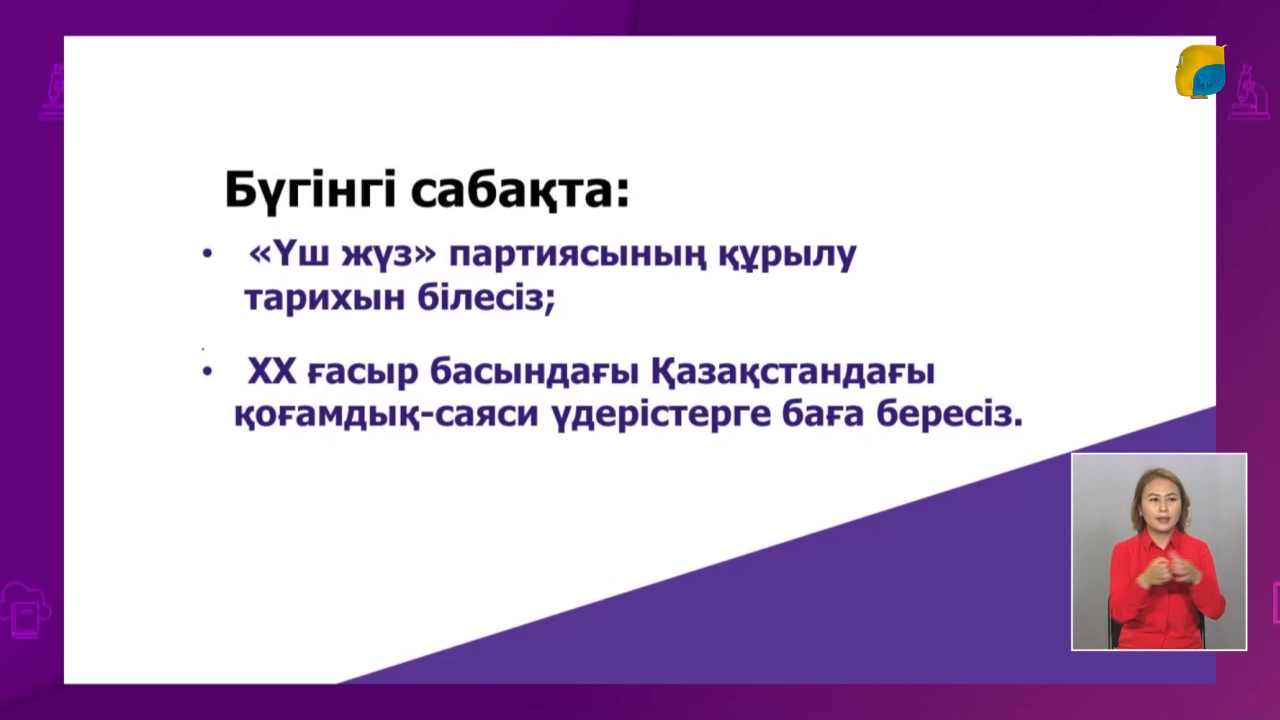 Бүгінгі сабақта:
• «Үш жүз» партиясының құрылу
тарихын білесіз;
• ХХ ғасыр басындағы Қазақстандағы
қоғамдық-саяси үдерістерге баға бересіз.